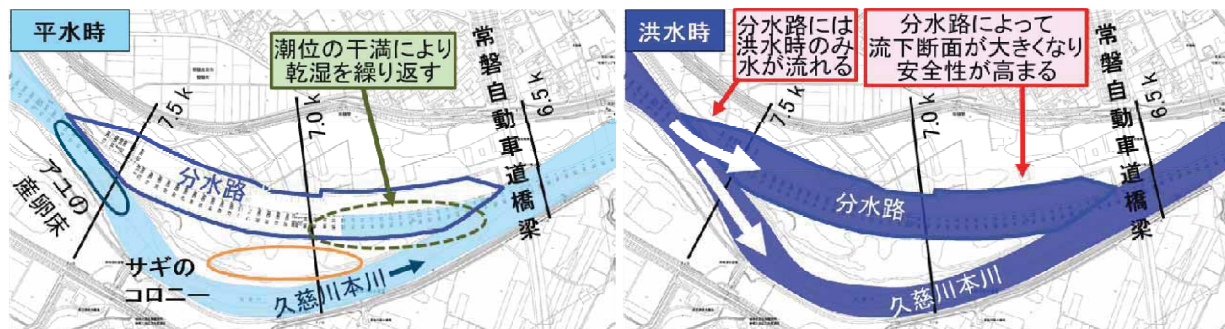 平水時
潮位の干満により
乾湿を繰り返す
常磐自動車道橋梁
7.5k
7.0k
6.5k
分水路
アユの
産卵床
サギの
コロニー
久慈川本川
洪水時
分水路には
洪水時のみ
水が流れる
分水路によって
流下断面が大きくなり
安全性が高まる
常磐自動車道橋梁
7.5k
7.0k
6.5k
分水路
久慈川本川